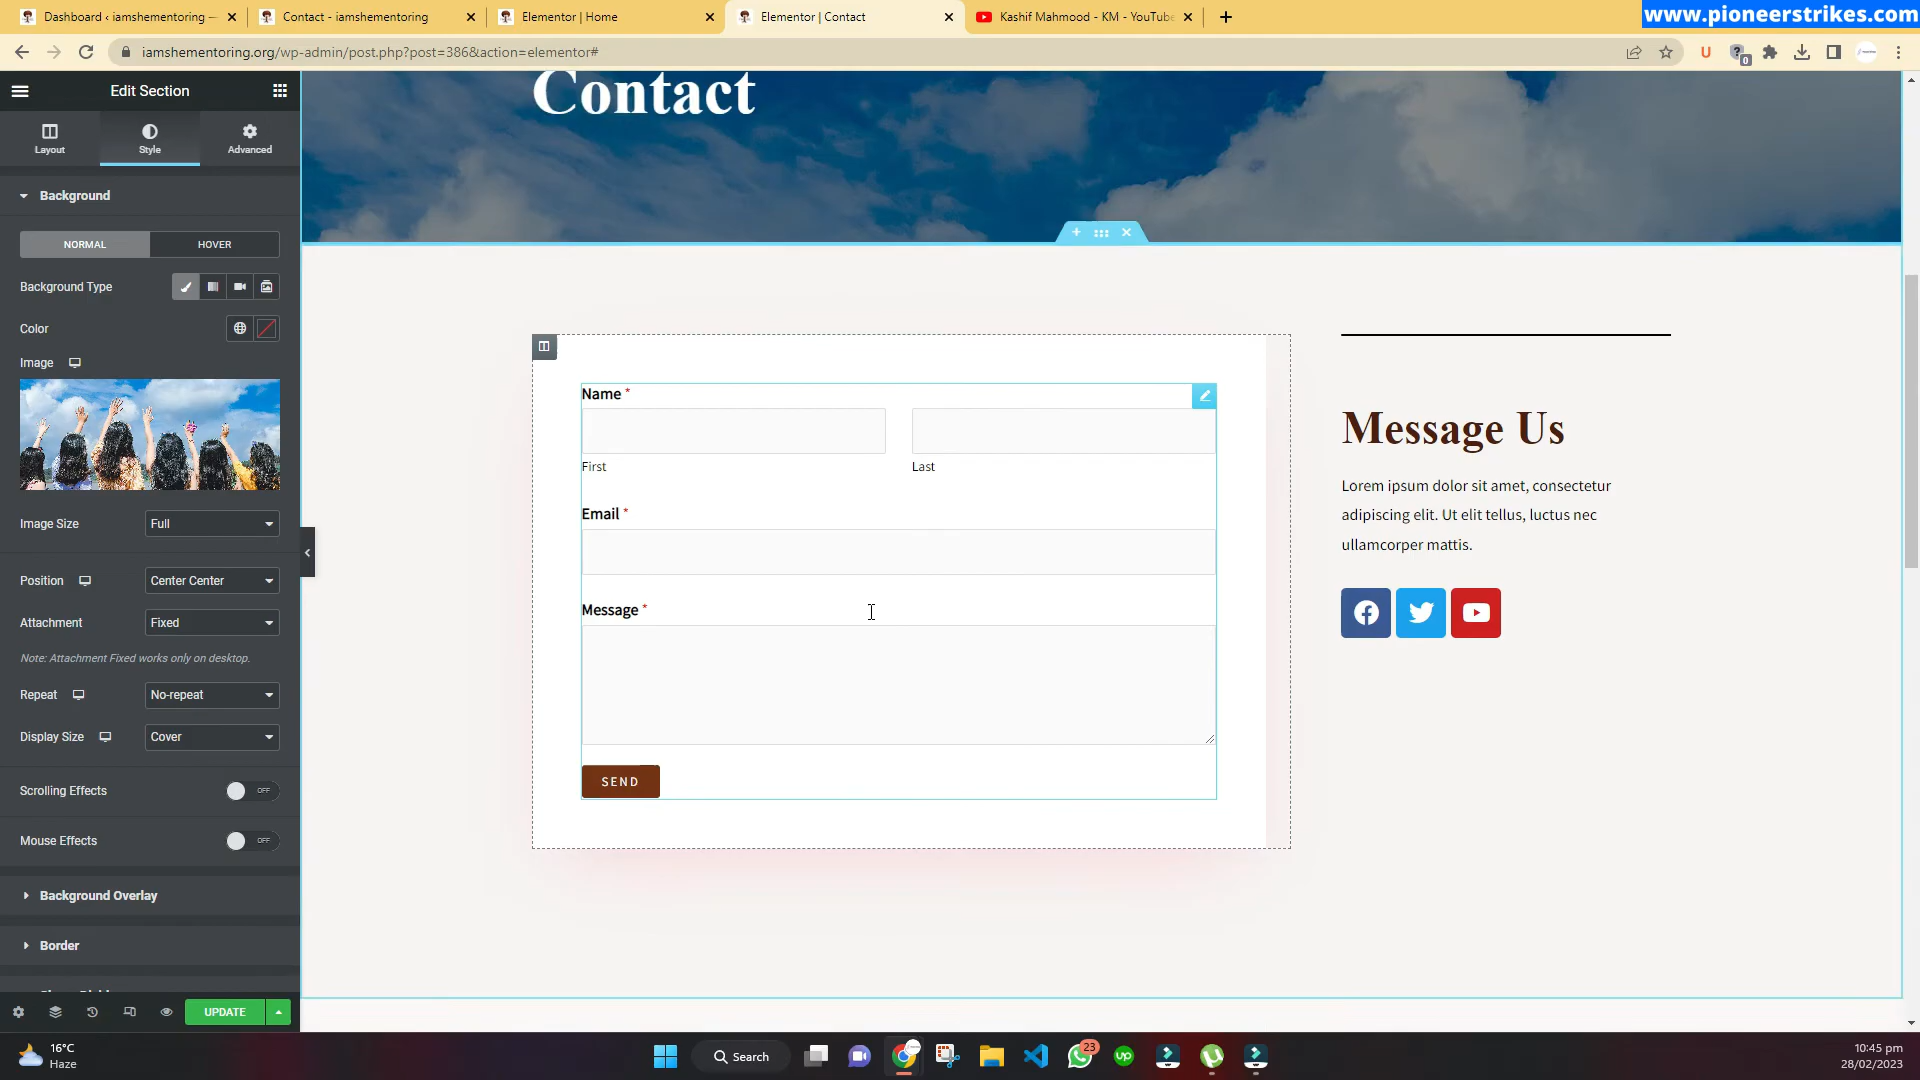 Dashboard ‹ iamshementoring —
Contact - iamshementoring
Elementor | Home
Elementor | Contact
Kashif Mahmood - KM - YouTube
www.pioneerstrikes.com
iamshementoring.org/wp-admin/post.php?post=386&action=elementor#
U
0
Edit Section
Layout
Style
Advanced
Background
NORMAL
HOVER
Background Type
Color
Image
Image Size
Full
Position
Center Center
Attachment
Fixed
Note: Attachment Fixed works only on desktop.
Repeat
No-repeat
Display Size
Cover
Scrolling Effects
OFF
Mouse Effects
OFF
Background Overlay
Border
UPDATE
Contact
Name *
First
Last
Email *
Message *
SEND
Message Us
Lorem ipsum dolor sit amet, consectetur
adipiscing elit. Ut elit tellus, luctus nec
ullamcorper mattis.
16°C
Haze
Search
23
up
10:45 pm
28/02/2023